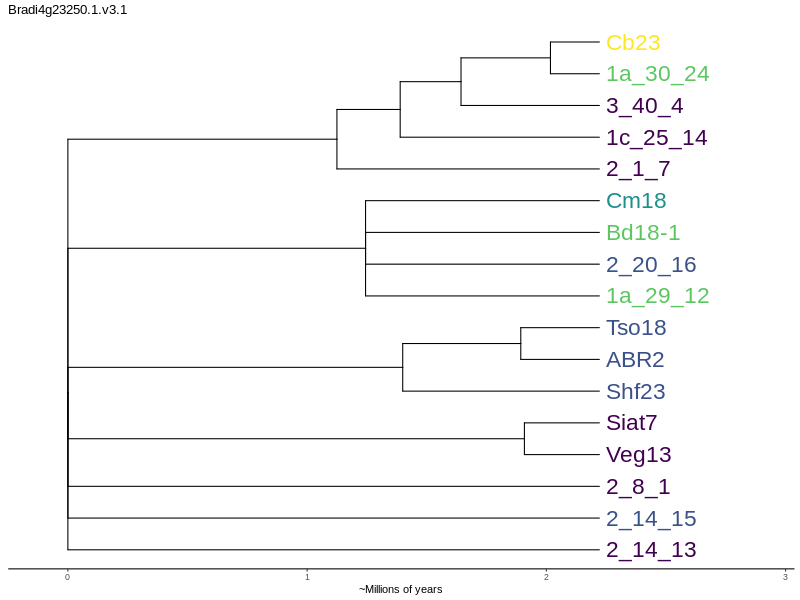 Bradi4g23250.1.v3.1
Cb23
1a_30_24
3_40_4
1c_25_14
2_1_7
Cm18
Bd18-1
2_20_16
1a_29_12
Tso18
ABR2
Shf23
Siat7
Veg13
2_8_1
2_14_15
2_14_13
0 1 2 3
~Millions of years